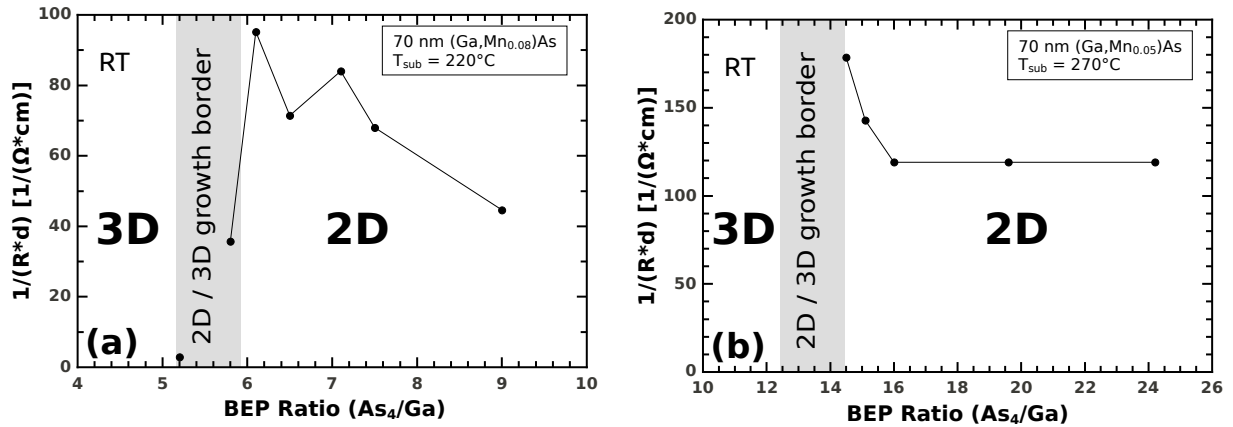 100
80
60
40
20
0
1/(R*d) [1/(Ω*cm)]
RT
70 nm (Ga,Mn₀.₀₈)As
Tsub = 220°C
2D / 3D growth border
3D
2D
(a)
4 5 6 7 8 9 10
BEP Ratio (As₄/Ga)
200
150
100
50
0
1/(R*d) [1/(Ω*cm)]
RT
70 nm (Ga,Mn₀.₀₅)As
Tsub = 270°C
2D / 3D growth border
3D
2D
(b)
10 12 14 16 18 20 22 24 26
BEP Ratio (As₄/Ga)